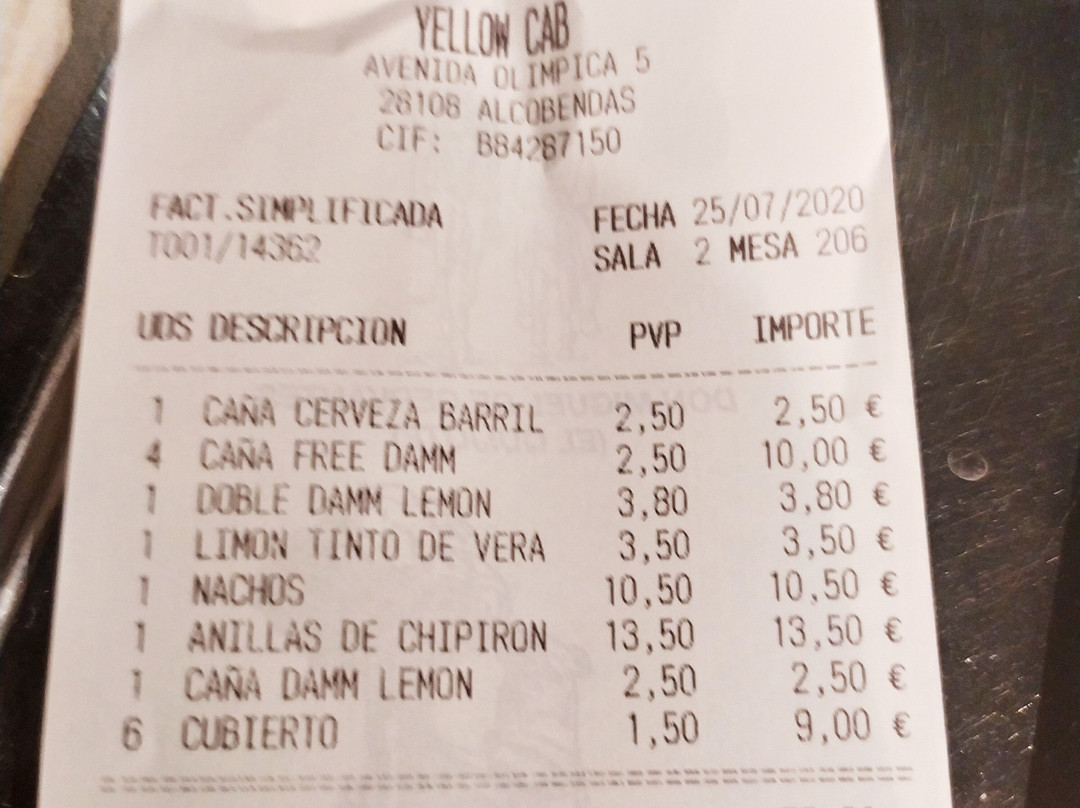 YELLOW CAB
AVENIDA OLIMPICA 5
28108 ALCOBENDAS
CIF: B84287150
FACT.SIMPLIFICADA FECHA 25/07/2020
T001/14362 SALA 2 MESA 206
UDS DESCRIPCION PVP IMPORTE
1 CAÑA CERVEZA BARRIL 2,50 2,50 €
4 CAÑA FREE DAMM 2,50 10,00 €
1 DOBLE DAMM LEMON 3,80 3,80 €
1 LIMON TINTO DE VERA 3,50 3,50 €
1 NACHOS 10,50 10,50 €
1 ANILLAS DE CHIPIRON 13,50 13,50 €
1 CAÑA DAMM LEMON 2,50 2,50 €
6 CUBIERTO 1,50 9,00 €